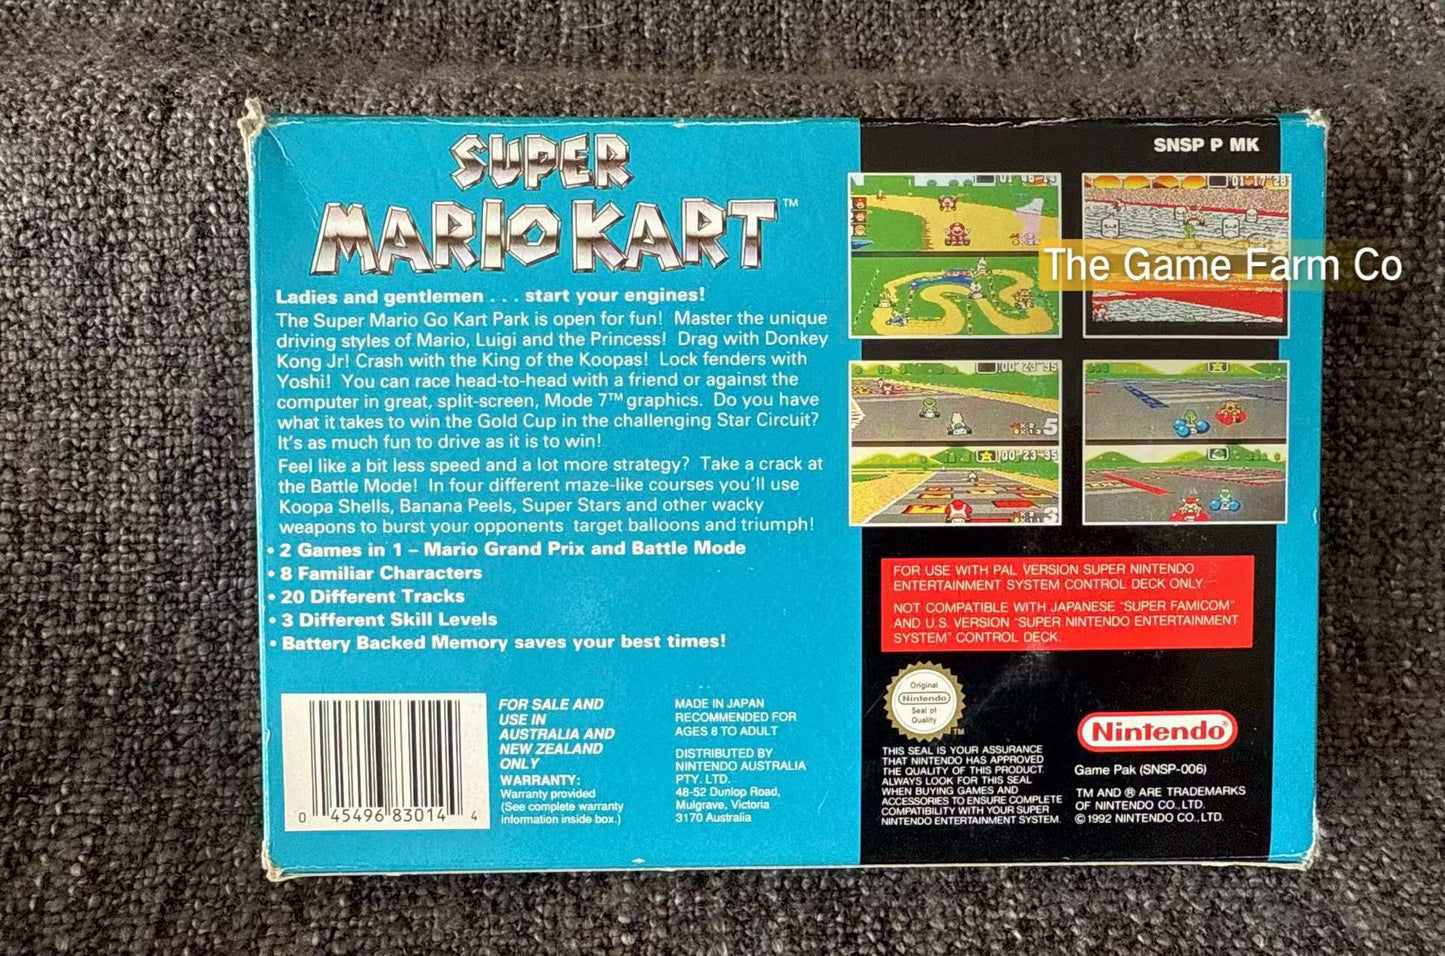 SUPER
MARIO KART™
Ladies and gentlemen . . . start your engines!
The Super Mario Go Kart Park is open for fun! Master the unique
driving styles of Mario, Luigi and the Princess! Drag with Donkey
Kong Jr! Crash with the King of the Koopas! Lock fenders with
Yoshi! You can race head-to-head with a friend or against the
computer in great, split-screen, Mode 7™ graphics. Do you have
what it takes to win the Gold Cup in the challenging Star Circuit?
It's as much fun to drive as it is to win!
Feel like a bit less speed and a lot more strategy? Take a crack at
the Battle Mode! In four different maze-like courses you'll use
Koopa Shells, Banana Peels, Super Stars and other wacky
weapons to burst your opponents target balloons and triumph!
• 2 Games in 1 – Mario Grand Prix and Battle Mode
• 8 Familiar Characters
• 20 Different Tracks
• 3 Different Skill Levels
• Battery Backed Memory saves your best times!
0 45496 83014 4
FOR SALE AND
USE IN
AUSTRALIA AND
NEW ZEALAND
ONLY
WARRANTY:
Warranty provided
(See complete warranty
information inside box.)
MADE IN JAPAN
RECOMMENDED FOR
AGES 8 TO ADULT
DISTRIBUTED BY
NINTENDO AUSTRALIA
PTY. LTD.
48-52 Dunlop Road,
Mulgrave, Victoria
3170 Australia
SNSP P MK
01'17"28
The Game Farm Co
00'23"95
5
00'23"95
3
FOR USE WITH PAL VERSION SUPER NINTENDO
ENTERTAINMENT SYSTEM CONTROL DECK ONLY.
NOT COMPATIBLE WITH JAPANESE "SUPER FAMICOM"
AND U.S. VERSION "SUPER NINTENDO ENTERTAINMENT
SYSTEM" CONTROL DECK.
Original
Nintendo
Seal of
Quality
TM
THIS SEAL IS YOUR ASSURANCE
THAT NINTENDO HAS APPROVED
THE QUALITY OF THIS PRODUCT.
ALWAYS LOOK FOR THIS SEAL
WHEN BUYING GAMES AND
ACCESSORIES TO ENSURE COMPLETE
COMPATIBILITY WITH YOUR SUPER
NINTENDO ENTERTAINMENT SYSTEM.
Nintendo®
Game Pak (SNSP-006)
TM AND ® ARE TRADEMARKS
OF NINTENDO CO., LTD.
© 1992 NINTENDO CO., LTD.